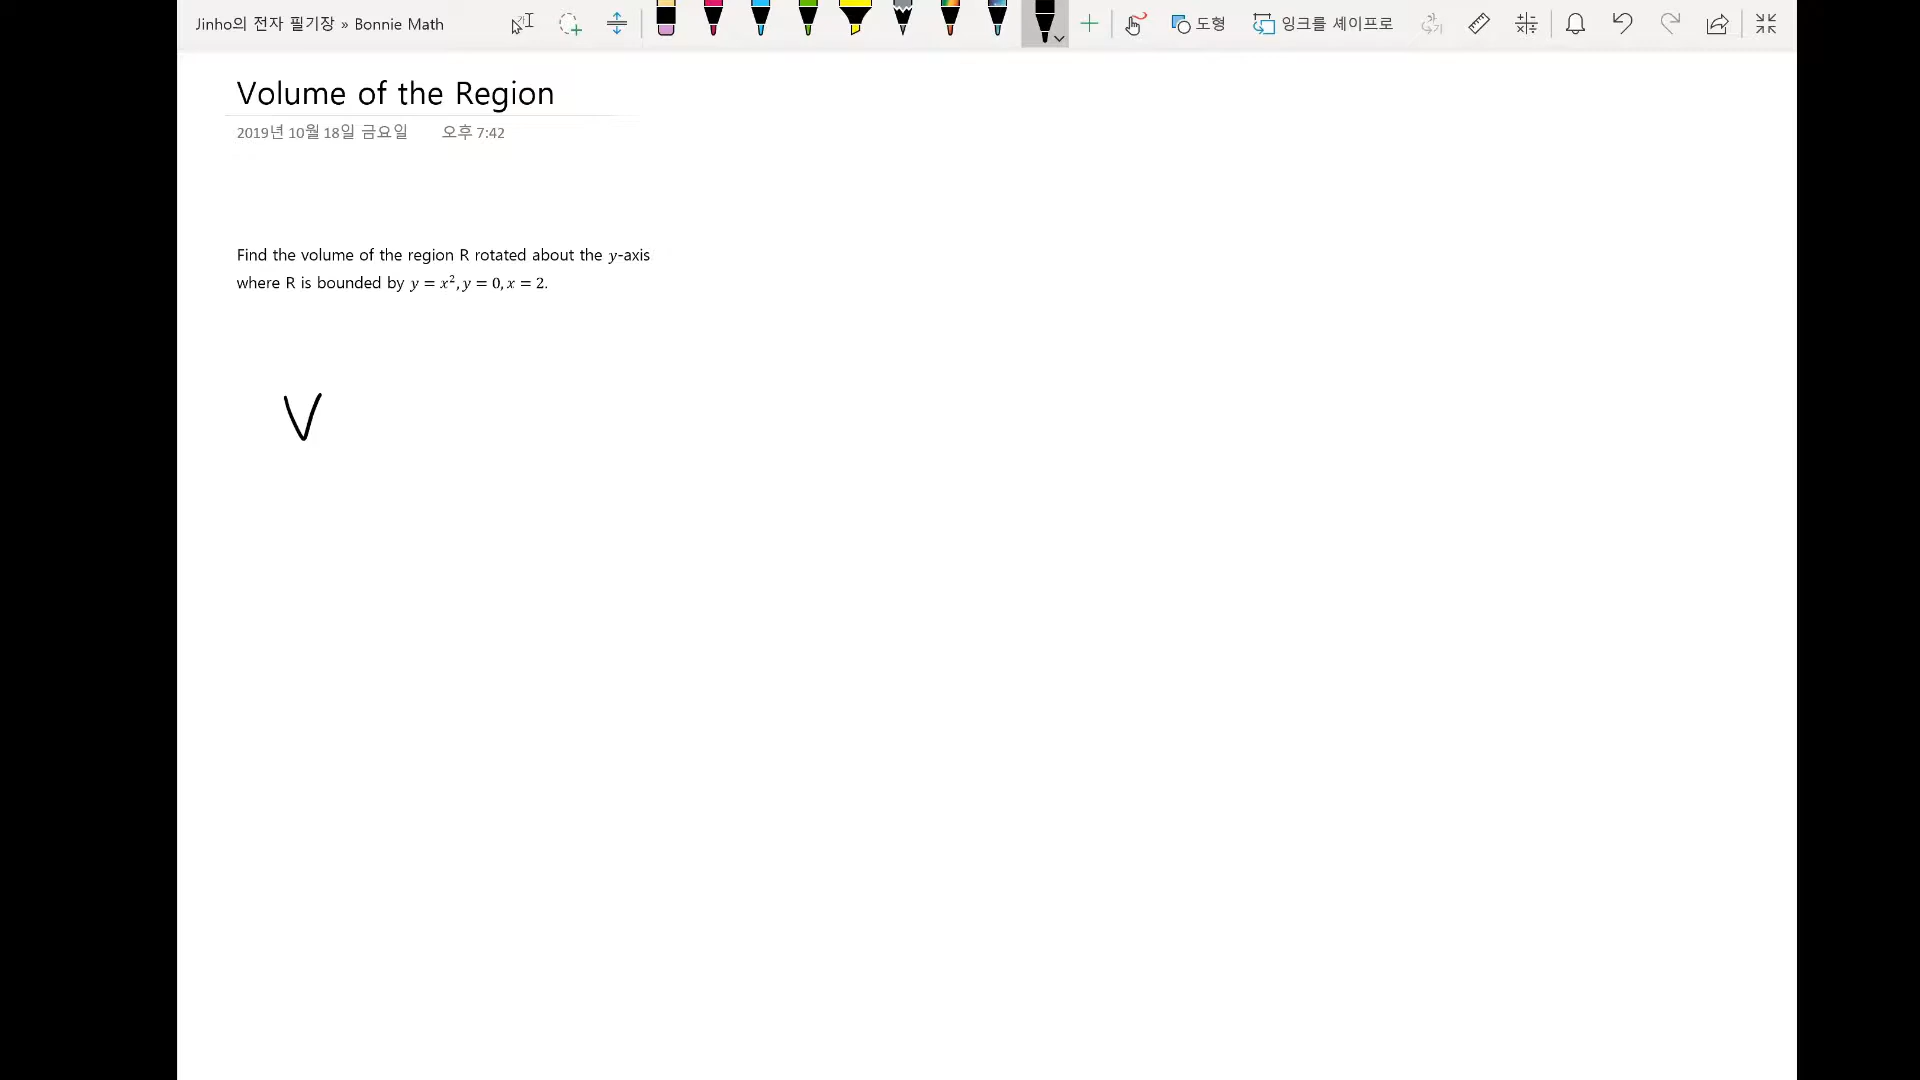 Jinho의 전자 필기장 » Bonnie Math
도형
잉크를 셰이프로
Volume of the Region
2019년 10월 18일 금요일 오후 7:42
Find the volume of the region R rotated about the y-axis
where R is bounded by y = x², y = 0, x = 2.
V